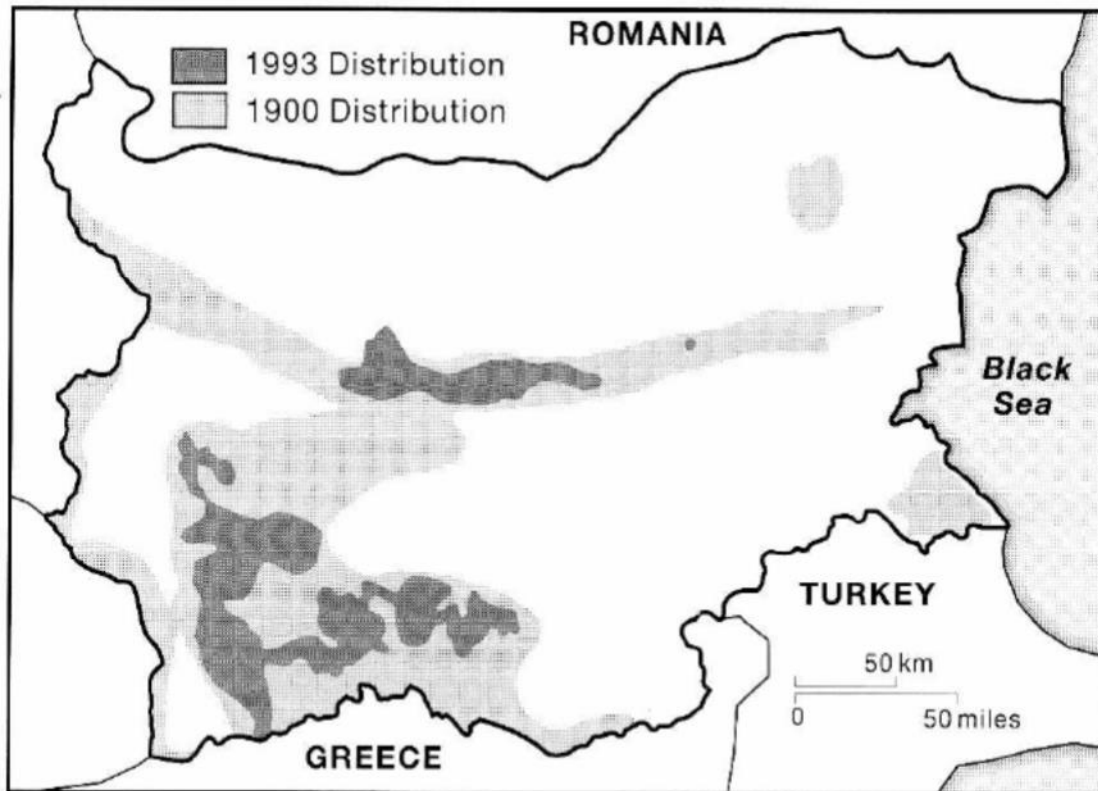 ROMANIA
1993 Distribution
1900 Distribution
Black
Sea
TURKEY
50 km
0 50 miles
GREECE